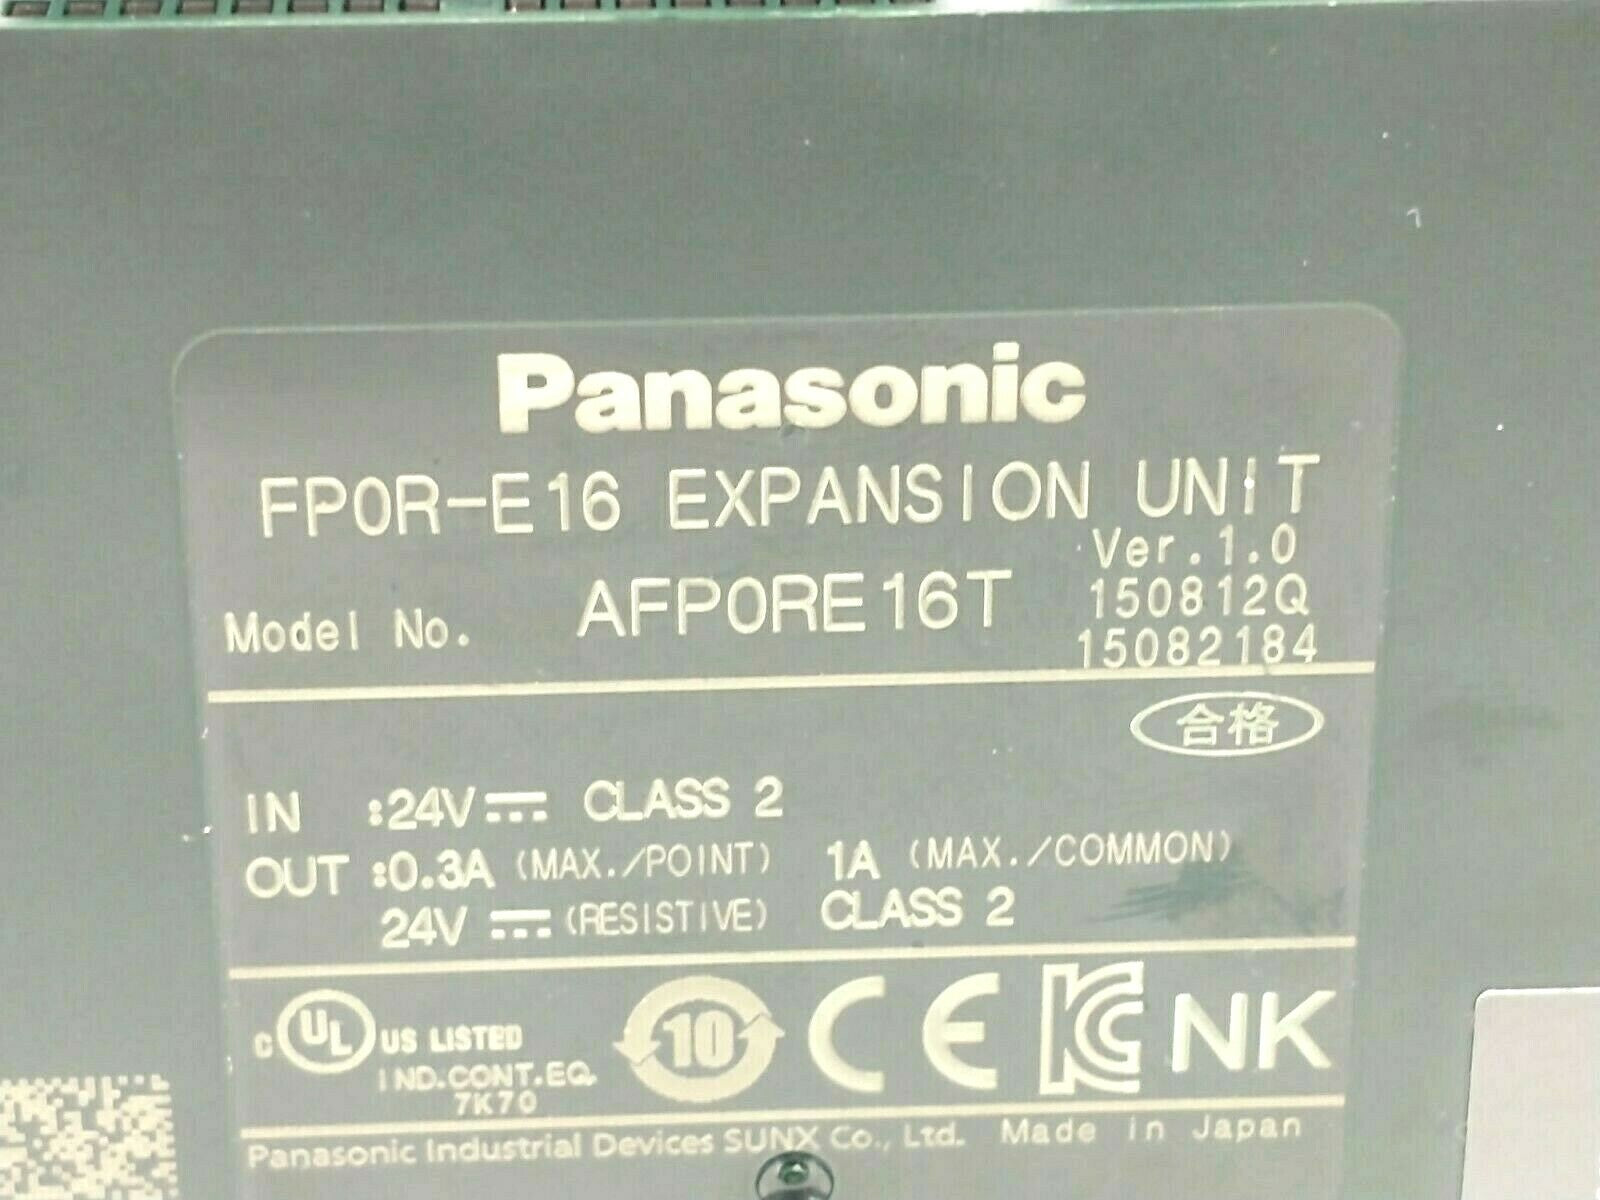 Panasonic
FP0R-E16 EXPANSION UNIT
Ver.1.0
Model No. AFP0RE16T 150812Q
15082184
合格
IN :24V⎓ CLASS 2
OUT :0.3A (MAX./POINT) 1A (MAX./COMMON)
24V⎓ (RESISTIVE) CLASS 2
c UL US LISTED 10 CE KC NK
IND.CONT.EQ.
7K70
Panasonic Industrial Devices SUNX Co., Ltd. Made in Japan